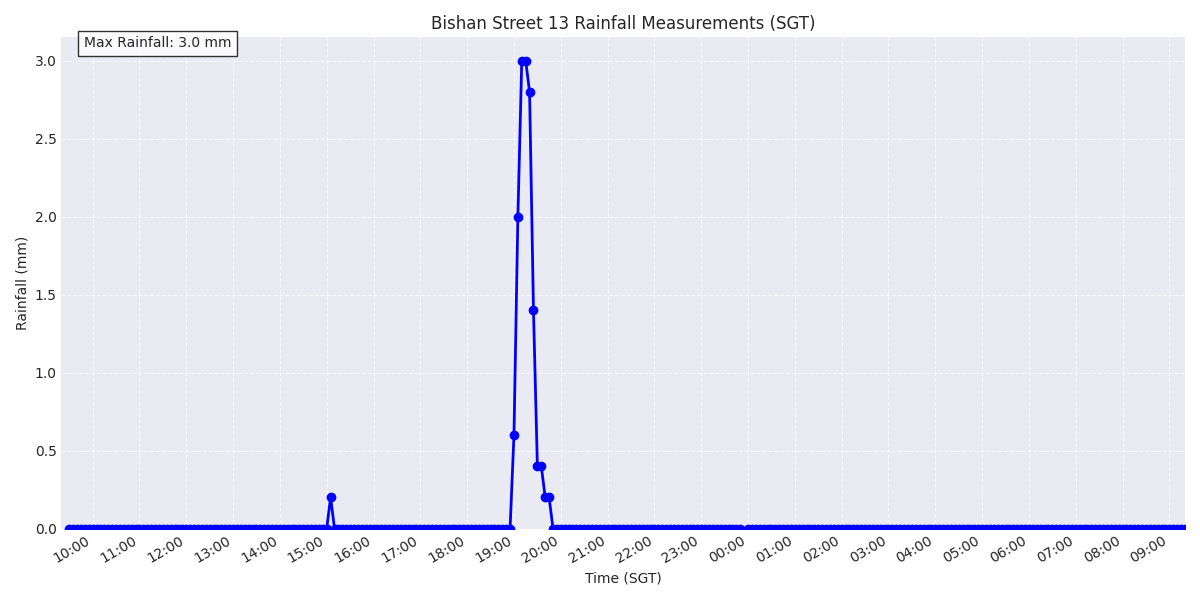 Bishan Street 13 Rainfall Measurements (SGT)
Max Rainfall: 3.0 mm
Rainfall (mm)
3.0
2.5
2.0
1.5
1.0
0.5
0.0
10:00 11:00 12:00 13:00 14:00 15:00 16:00 17:00 18:00 19:00 20:00 21:00 22:00 23:00 00:00 01:00 02:00 03:00 04:00 05:00 06:00 07:00 08:00 09:00
Time (SGT)